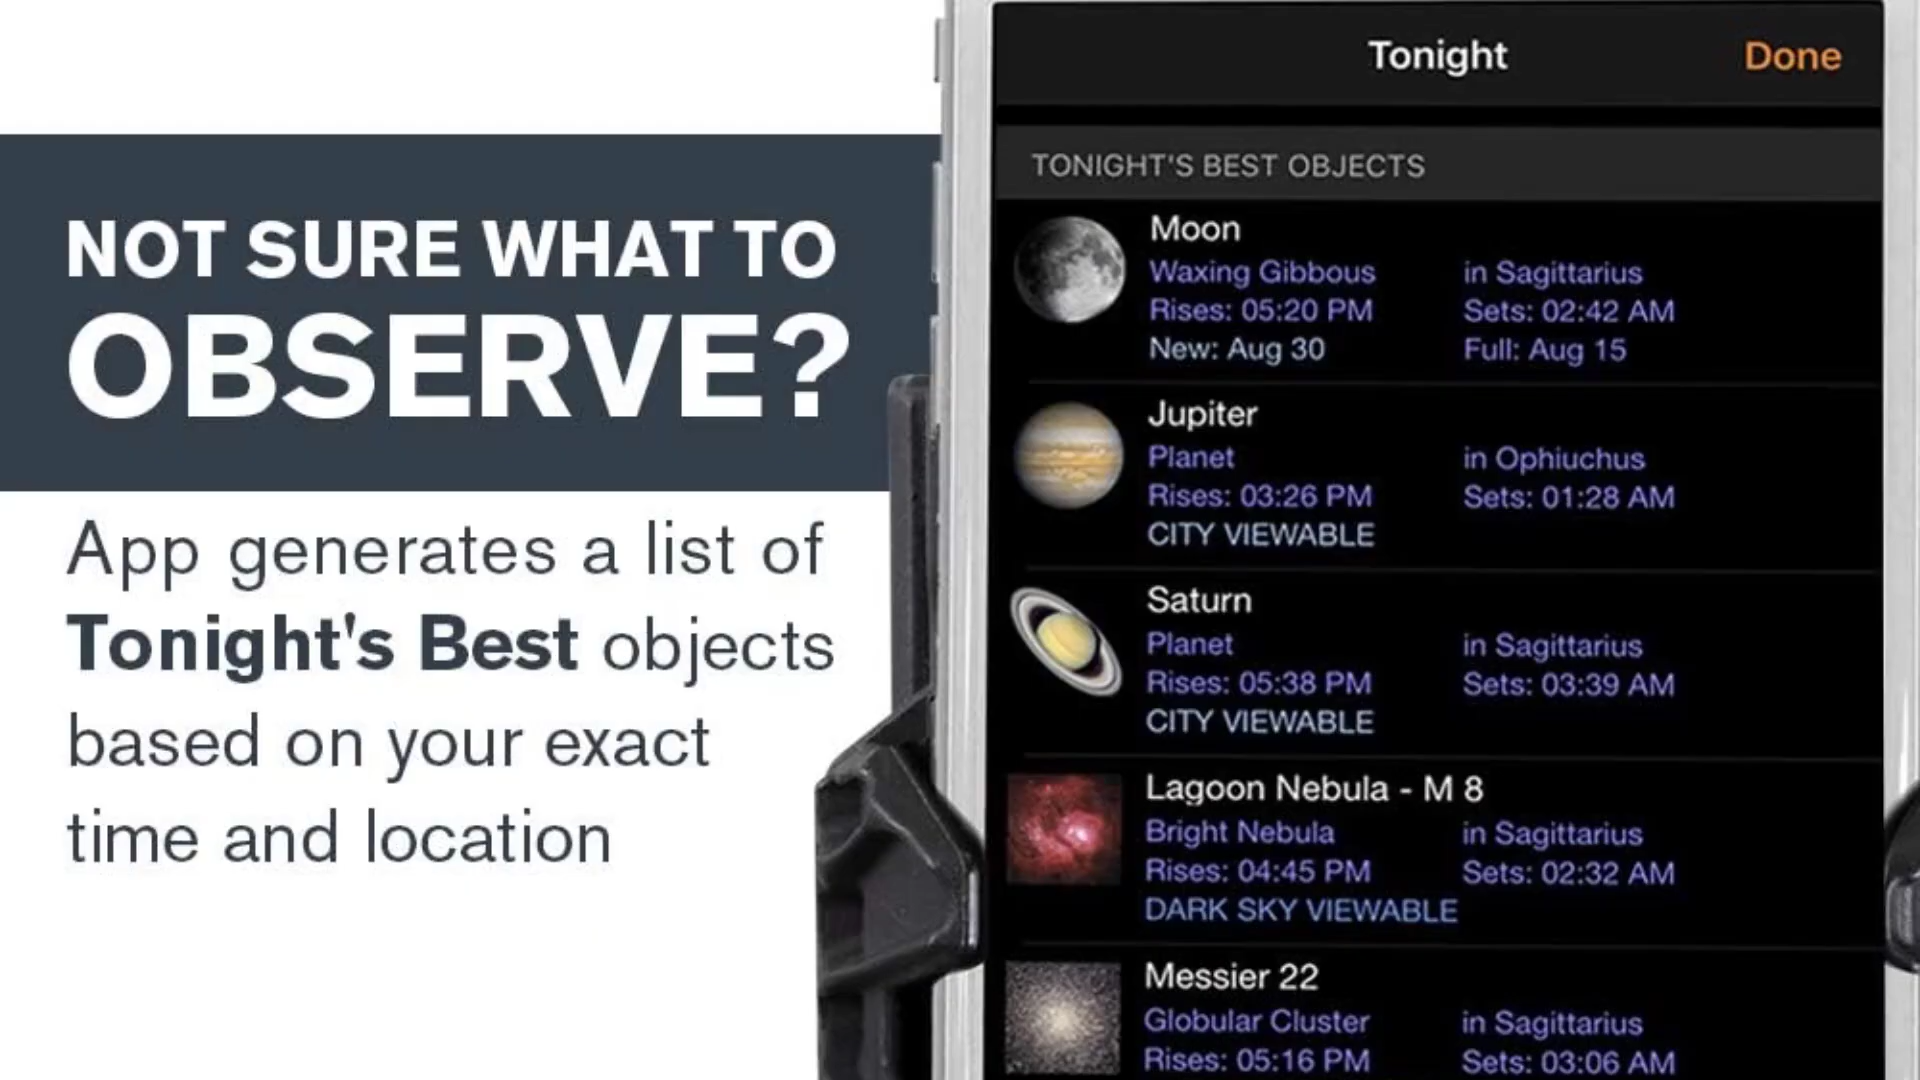 NOT SURE WHAT TO
OBSERVE?
App generates a list of
Tonight's Best objects
based on your exact
time and location
Tonight
Done
TONIGHT'S BEST OBJECTS
Moon
Waxing Gibbous in Sagittarius
Rises: 05:20 PM Sets: 02:42 AM
New: Aug 30 Full: Aug 15
Jupiter
Planet in Ophiuchus
Rises: 03:26 PM Sets: 01:28 AM
CITY VIEWABLE
Saturn
Planet in Sagittarius
Rises: 05:38 PM Sets: 03:39 AM
CITY VIEWABLE
Lagoon Nebula - M 8
Bright Nebula in Sagittarius
Rises: 04:45 PM Sets: 02:32 AM
DARK SKY VIEWABLE
Messier 22
Globular Cluster in Sagittarius
Rises: 05:16 PM Sets: 03:06 AM